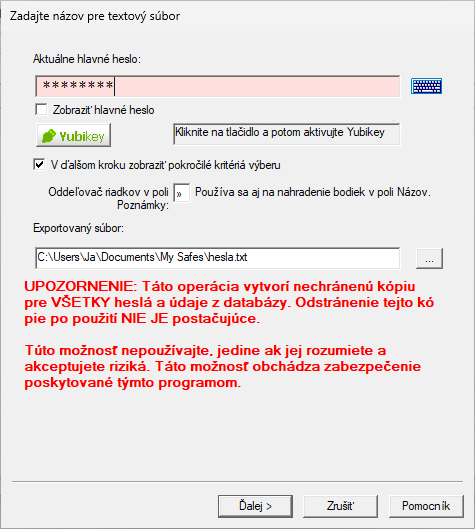 Zadajte názov pre textový súbor
Aktuálne hlavné heslo:
********
Zobraziť hlavné heslo
Yubikey
Kliknite na tlačidlo a potom aktivujte Yubikey
V ďalšom kroku zobraziť pokročilé kritériá výberu
Oddeľovač riadkov v poli
Poznámky:
»
Používa sa aj na nahradenie bodiek v poli Názov.
Exportovaný súbor:
C:\Users\Ja\Documents\My Safes\hesla.txt
...
UPOZORNENIE: Táto operácia vytvorí nechránenú kópiu
pre VŠETKY heslá a údaje z databázy. Odstránenie tejto kó
pie po použití NIE JE postačujúce.
Túto možnosť nepoužívajte, jedine ak jej rozumiete a
akceptujete riziká. Táto možnosť obchádza zabezpečenie
poskytované týmto programom.
Ďalej >
Zrušiť
Pomocník